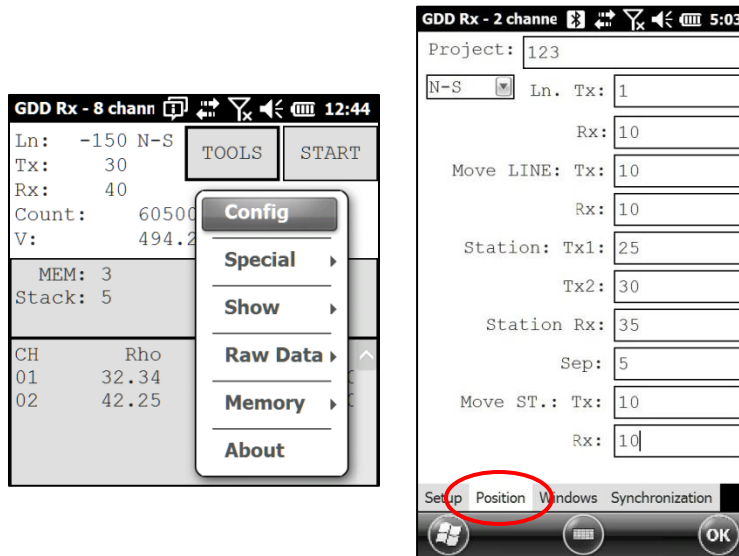 GDD Rx - 8 chann 12:44
Ln: -150 N-S
Tx: 30
Rx: 40
Count: 60500
V: 494.2
TOOLS START
MEM: 3
Stack: 5
CH Rho
01 32.34
02 42.25
Config
Special
Show
Raw Data
Memory
About
GDD Rx - 2 channe 5:03
Project: 123
N-S Ln. Tx: 1
Rx: 10
Move LINE: Tx: 10
Rx: 10
Station: Tx1: 25
Tx2: 30
Station Rx: 35
Sep: 5
Move ST.: Tx: 10
Rx: 10
Setup Position Windows Synchronization
OK